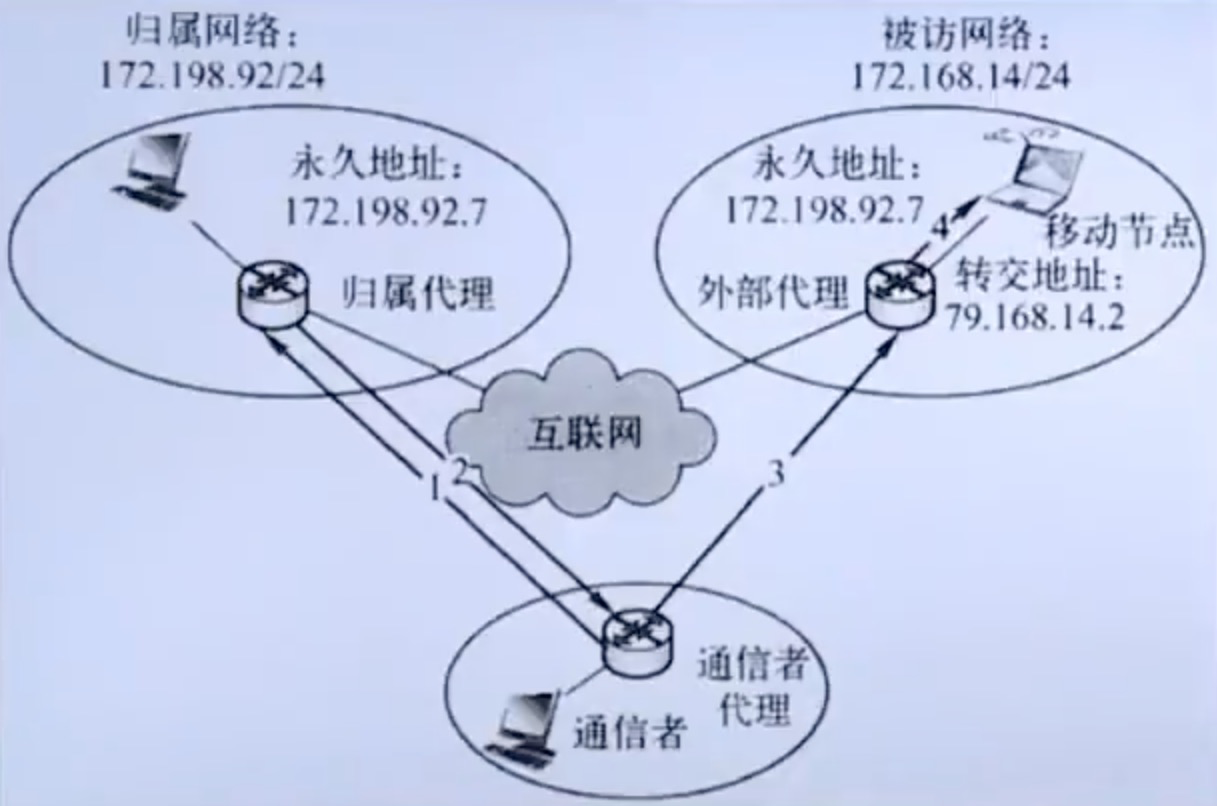 归属网络：
172.198.92/24
被访网络：
172.168.14/24
永久地址：
172.198.92.7
归属代理
永久地址：
172.198.92.7
4
移动节点
外部代理
转交地址：
79.168.14.2
互联网
1
2
3
通信者
代理
通信者